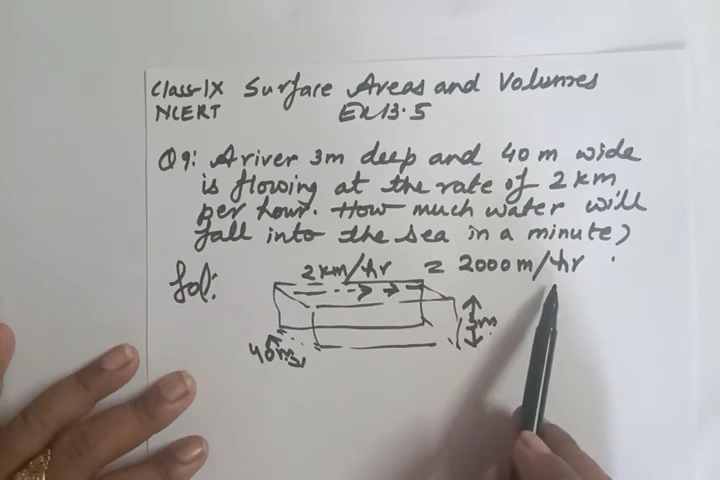 Class-IX Surface Areas and Volumes
NCERT Ex 13.5
Q9: A river 3m deep and 40 m wide
is flowing at the rate of 2 km
per hour. How much water will
fall into the sea in a minute?
Sol: 2 km/hr = 2000 m/hr
3m
40m